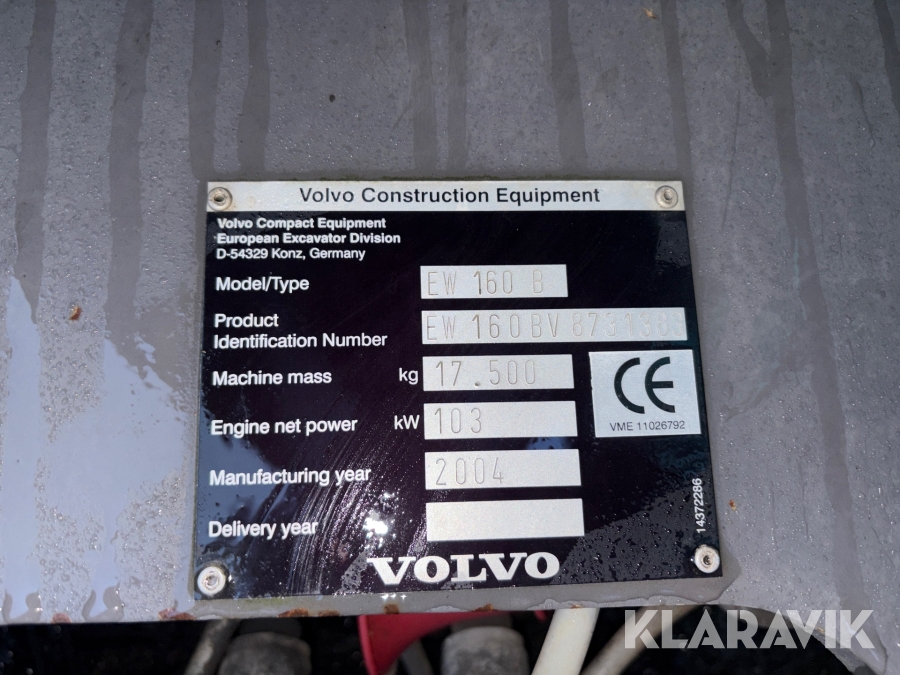 Volvo Construction Equipment
Volvo Compact Equipment
European Excavator Division
D-54329 Konz, Germany
Model/Type EW 160 B
Product
Identification Number EW160BV
Machine mass kg 17.500
CE
Engine net power kW 103
VME 11026792
Manufacturing year 2004
14372286
Delivery year
VOLVO
KLARAVIK